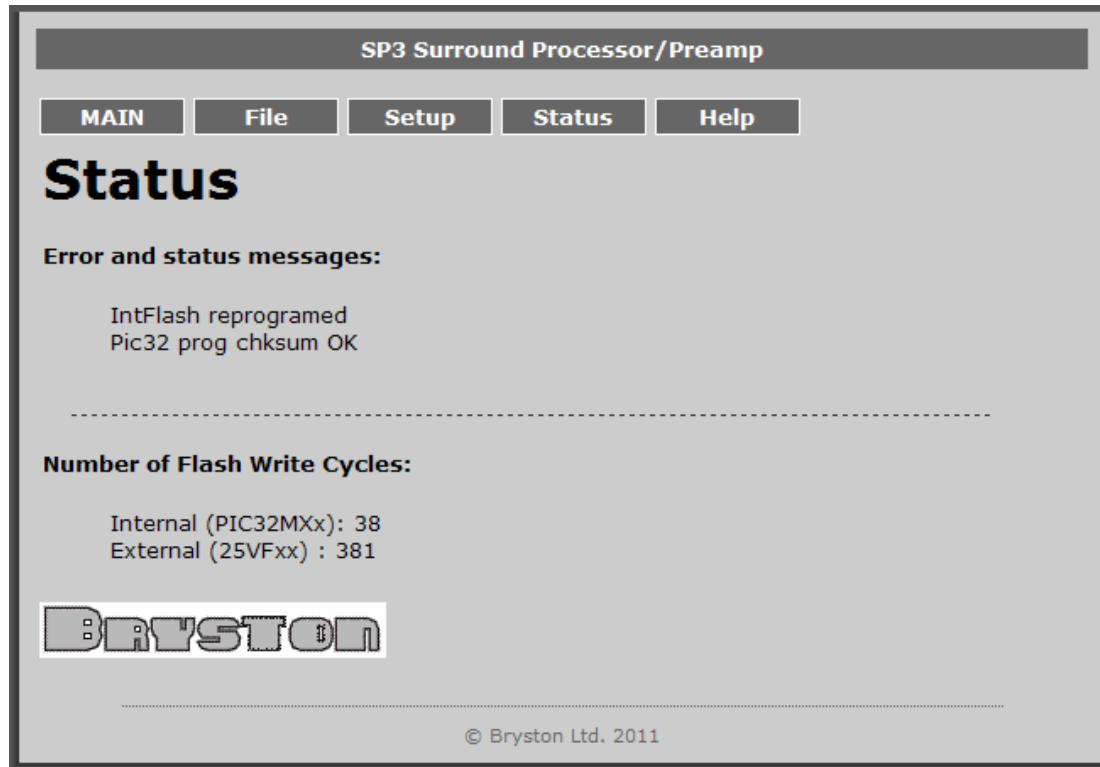 SP3 Surround Processor/Preamp
MAIN File Setup Status Help
Status
Error and status messages:
IntFlash reprogramed
Pic32 prog chksum OK
Number of Flash Write Cycles:
Internal (PIC32MXx): 38
External (25VFxx) : 381
BRYSTON
© Bryston Ltd. 2011